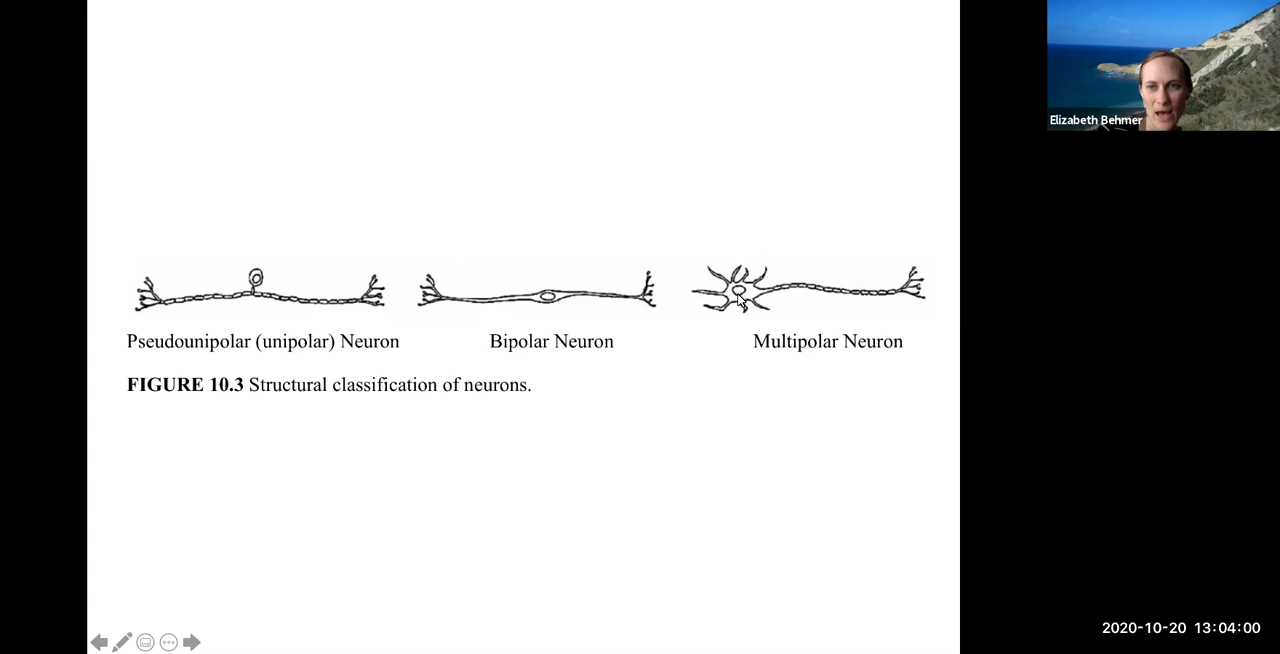 Elizabeth Behmer
Pseudounipolar (unipolar) Neuron
Bipolar Neuron
Multipolar Neuron
FIGURE 10.3 Structural classification of neurons.
2020-10-20 13:04:00